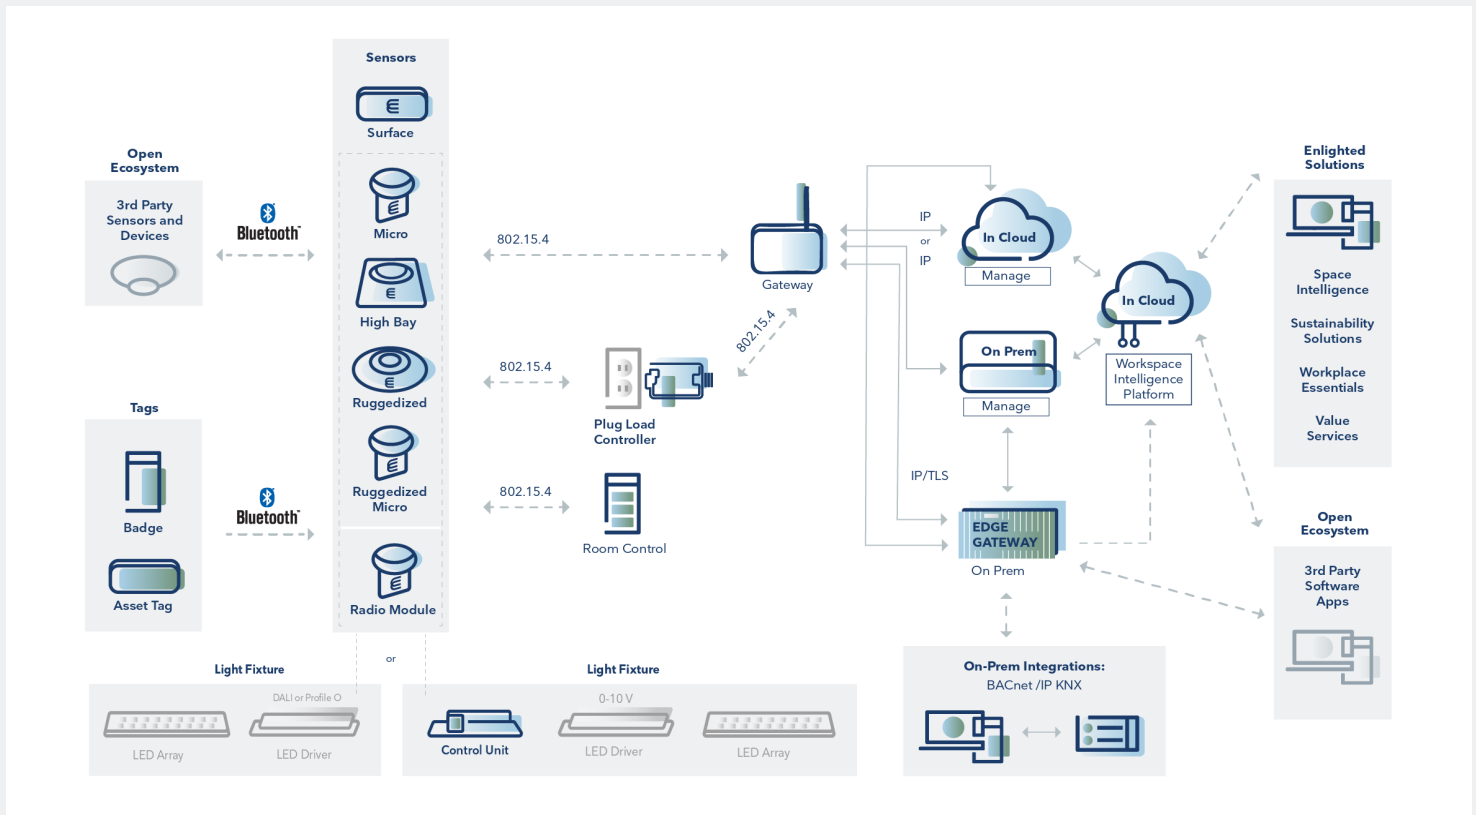 Sensors
Surface
Micro
High Bay
Ruggedized
Ruggedized
Micro
Radio Module
Open
Ecosystem
3rd Party
Sensors and
Devices
Bluetooth™
Tags
Badge
Asset Tag
Bluetooth™
802.15.4
802.15.4
802.15.4
802.15.4
Plug Load
Controller
Room Control
Gateway
IP
or
IP
IP/TLS
In Cloud
Manage
On Prem
Manage
In Cloud
Workspace
Intelligence
Platform
EDGE
GATEWAY
On Prem
On-Prem Integrations:
BACnet /IP KNX
Enlighted
Solutions
Space
Intelligence
Sustainability
Solutions
Workplace
Essentials
Value
Services
Open
Ecosystem
3rd Party
Software
Apps
Light Fixture
DALI or Profile O
LED Array
LED Driver
or
Light Fixture
0-10 V
Control Unit
LED Driver
LED Array